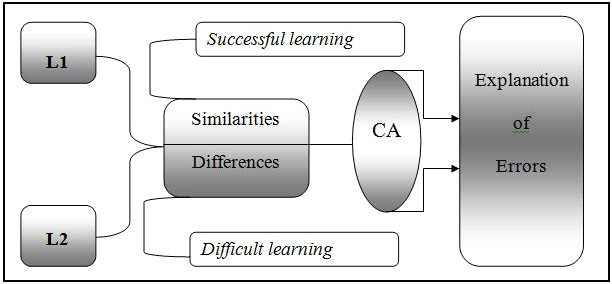 L1
Successful learning
Similarities
Differences
CA
Explanation
of
Errors
L2
Difficult learning